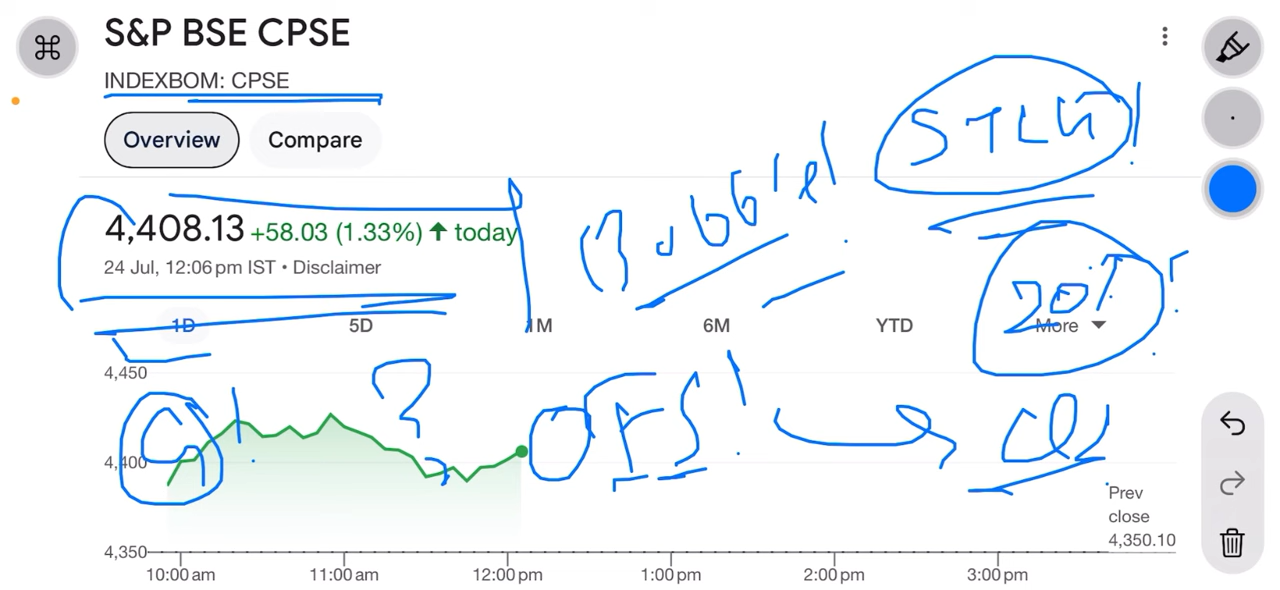 S&P BSE CPSE
INDEXBOM: CPSE
Overview Compare
STLG!
4,408.13 +58.03 (1.33%) ↑ today
24 Jul, 12:06 pm IST • Disclaimer
20%
1D 5D 1M 6M YTD More
4,450
?
OFS!
4,400
Prev
close
4,350.10
4,350
10:00 am 11:00 am 12:00 pm 1:00 pm 2:00 pm 3:00 pm